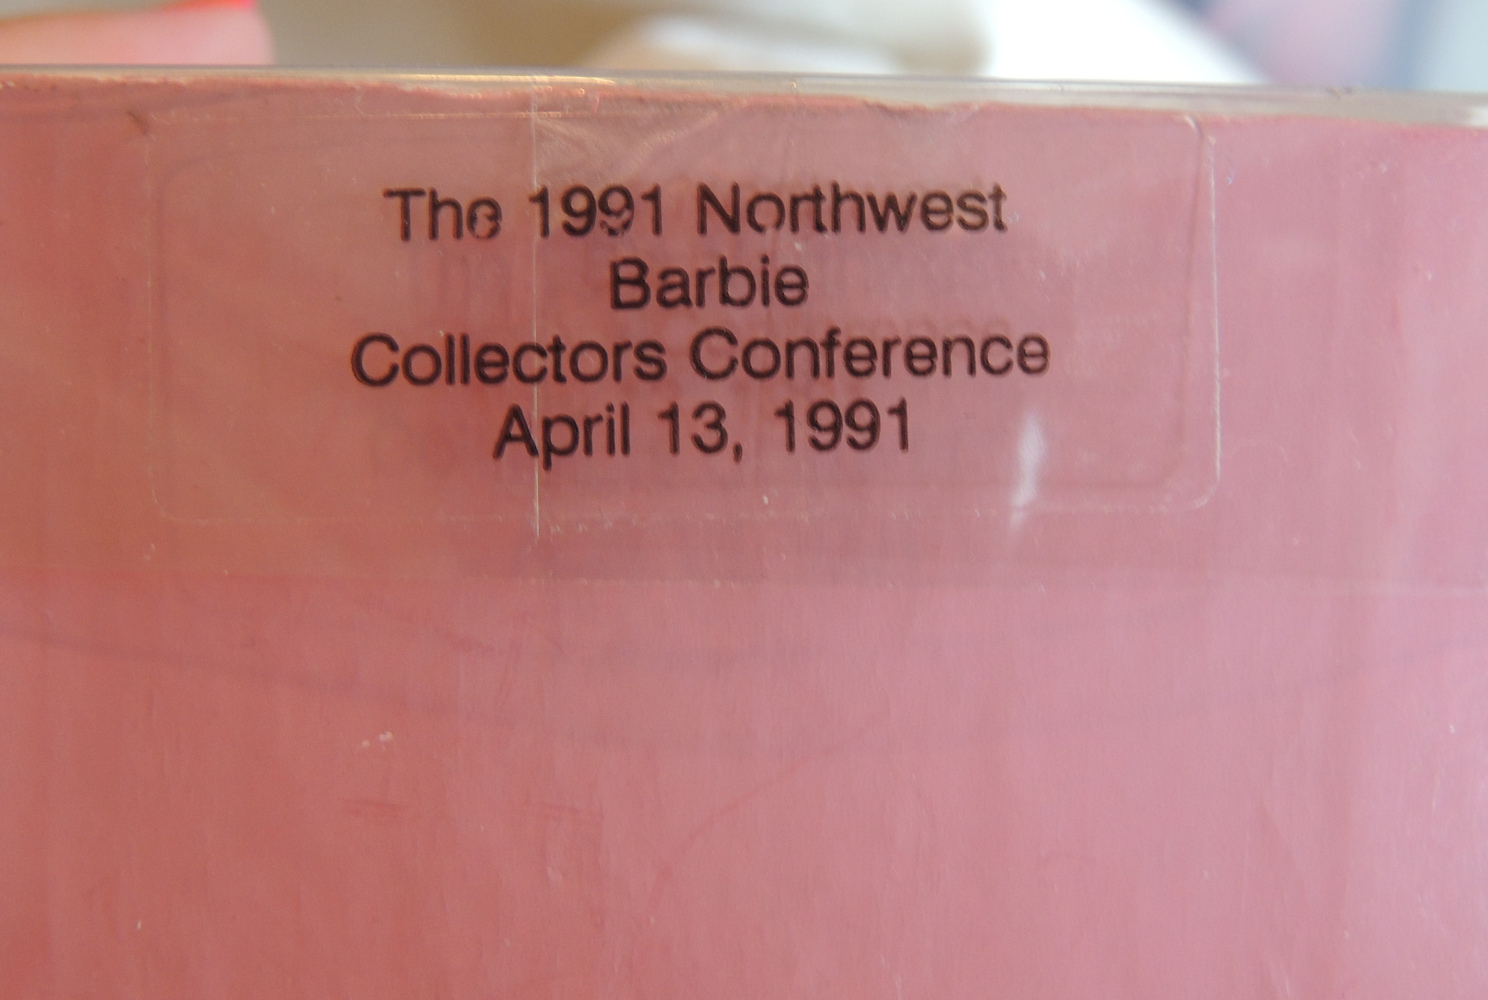 The 1991 Northwest
Barbie
Collectors Conference
April 13, 1991